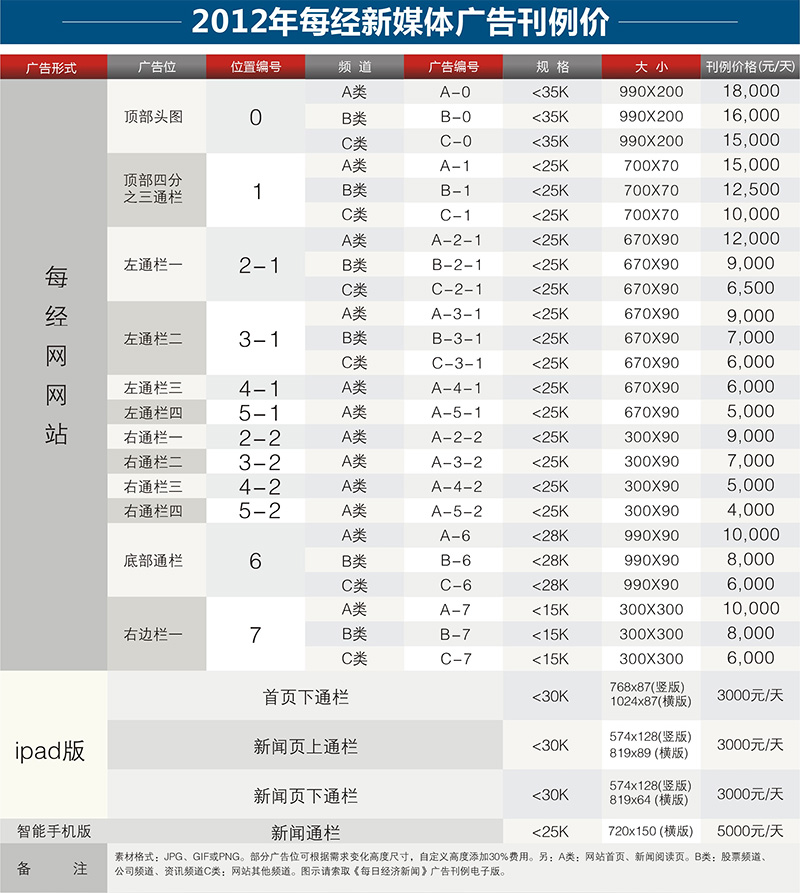 2012年每经新媒体广告刊例价
广告形式 广告位 位置编号 频 道 广告编号 规 格 大 小 刊例价格(元/天)
每经网网站
顶部头图 0 A类 A-0 <35K 990X200 18,000
B类 B-0 <35K 990X200 16,000
C类 C-0 <35K 990X200 15,000
顶部四分之三通栏 1 A类 A-1 <25K 700X70 15,000
B类 B-1 <25K 700X70 12,500
C类 C-1 <25K 700X70 10,000
左通栏一 2-1 A类 A-2-1 <25K 670X90 12,000
B类 B-2-1 <25K 670X90 9,000
C类 C-2-1 <25K 670X90 6,500
左通栏二 3-1 A类 A-3-1 <25K 670X90 9,000
B类 B-3-1 <25K 670X90 7,000
C类 C-3-1 <25K 670X90 6,000
左通栏三 4-1 A类 A-4-1 <25K 670X90 6,000
左通栏四 5-1 A类 A-5-1 <25K 670X90 5,000
右通栏一 2-2 A类 A-2-2 <25K 300X90 9,000
右通栏二 3-2 A类 A-3-2 <25K 300X90 7,000
右通栏三 4-2 A类 A-4-2 <25K 300X90 5,000
右通栏四 5-2 A类 A-5-2 <25K 300X90 4,000
底部通栏 6 A类 A-6 <28K 990X90 10,000
B类 B-6 <28K 990X90 8,000
C类 C-6 <28K 990X90 6,000
右边栏一 7 A类 A-7 <15K 300X300 10,000
B类 B-7 <15K 300X300 8,000
C类 C-7 <15K 300X300 6,000
ipad版
首页下通栏 <30K 768x87(竖版) 1024x87(横版) 3000元/天
新闻页上通栏 <30K 574x128(竖版) 819x89 (横版) 3000元/天
新闻页下通栏 <30K 574x128(竖版) 819x64 (横版) 3000元/天
智能手机版 新闻通栏 <25K 720x150 (横版) 5000元/天
备 注
素材格式：JPG、GIF或PNG。部分广告位可根据需求变化高度尺寸，自定义高度添加30%费用。另：A类：网站首页、新闻阅读页。B类：股票频道、
公司频道、资讯频道C类：网站其他频道。图示请索取《每日经济新闻》广告刊例电子版。